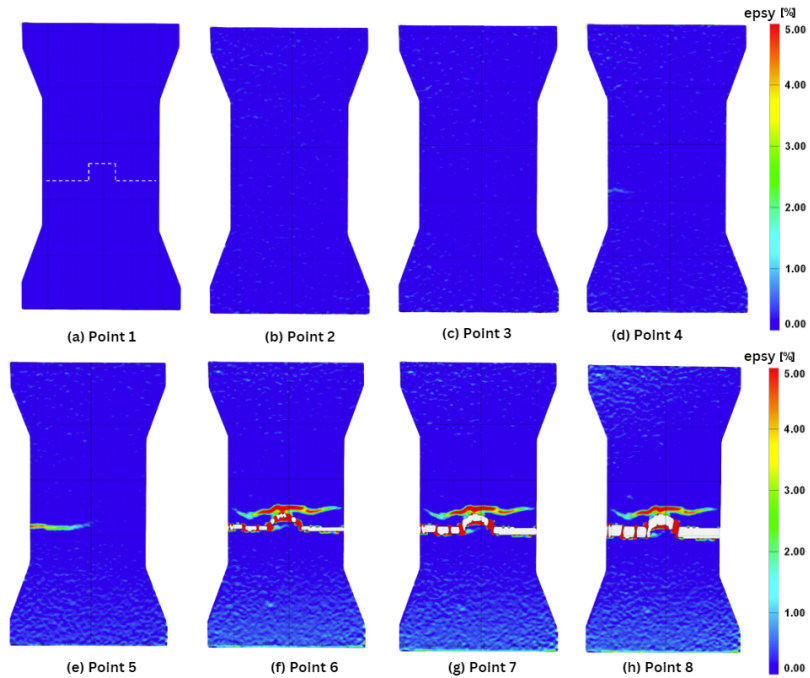 epsy [%]
5.00
4.00
3.00
2.00
1.00
0.00
(a) Point 1
(b) Point 2
(c) Point 3
(d) Point 4
epsy [%]
5.00
4.00
3.00
2.00
1.00
0.00
(e) Point 5
(f) Point 6
(g) Point 7
(h) Point 8